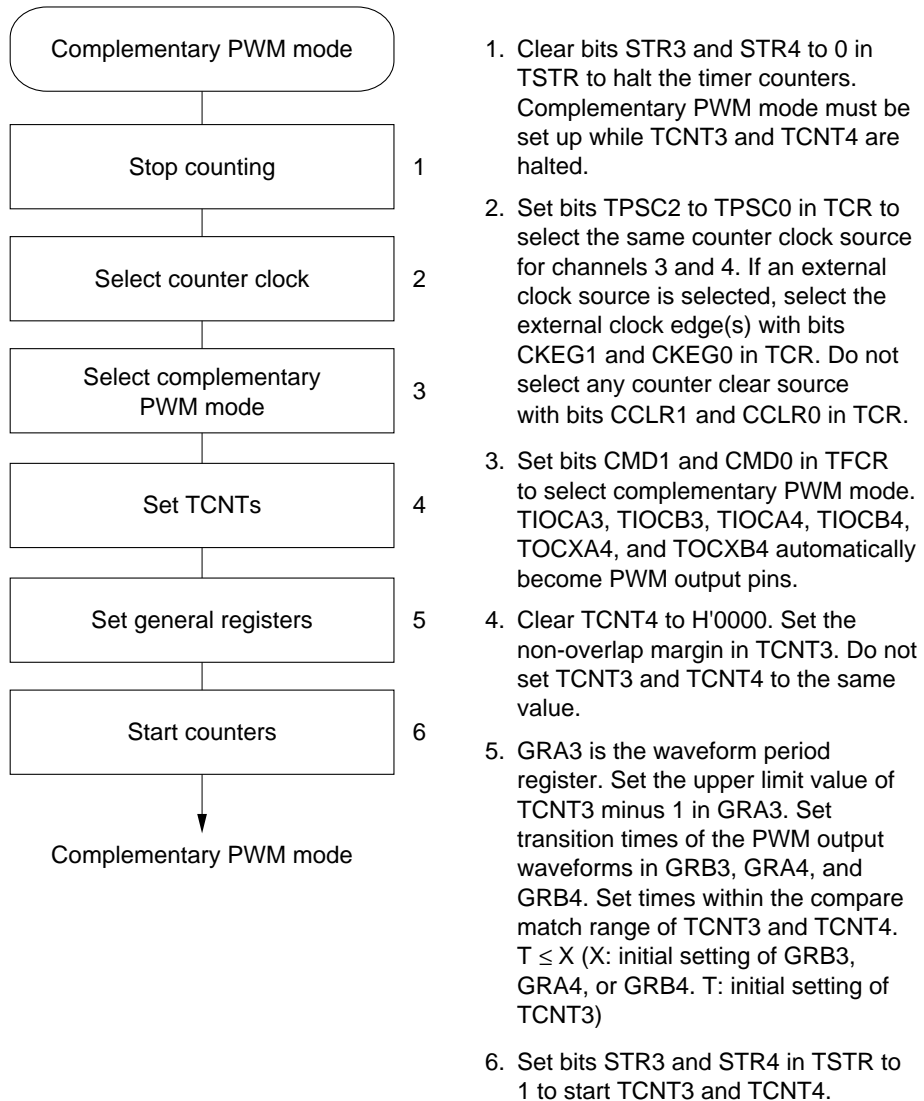 Complementary PWM mode
Stop counting
1
Select counter clock
2
Select complementary
PWM mode
3
Set TCNTs
4
Set general registers
5
Start counters
6
Complementary PWM mode
1. Clear bits STR3 and STR4 to 0 in
TSTR to halt the timer counters.
Complementary PWM mode must be
set up while TCNT3 and TCNT4 are
halted.
2. Set bits TPSC2 to TPSC0 in TCR to
select the same counter clock source
for channels 3 and 4. If an external
clock source is selected, select the
external clock edge(s) with bits
CKEG1 and CKEG0 in TCR. Do not
select any counter clear source
with bits CCLR1 and CCLR0 in TCR.
3. Set bits CMD1 and CMD0 in TFCR
to select complementary PWM mode.
TIOCA3, TIOCB3, TIOCA4, TIOCB4,
TOCXA4, and TOCXB4 automatically
become PWM output pins.
4. Clear TCNT4 to H'0000. Set the
non-overlap margin in TCNT3. Do not
set TCNT3 and TCNT4 to the same
value.
5. GRA3 is the waveform period
register. Set the upper limit value of
TCNT3 minus 1 in GRA3. Set
transition times of the PWM output
waveforms in GRB3, GRA4, and
GRB4. Set times within the compare
match range of TCNT3 and TCNT4.
T ≤ X (X: initial setting of GRB3,
GRA4, or GRB4. T: initial setting of
TCNT3)
6. Set bits STR3 and STR4 in TSTR to
1 to start TCNT3 and TCNT4.